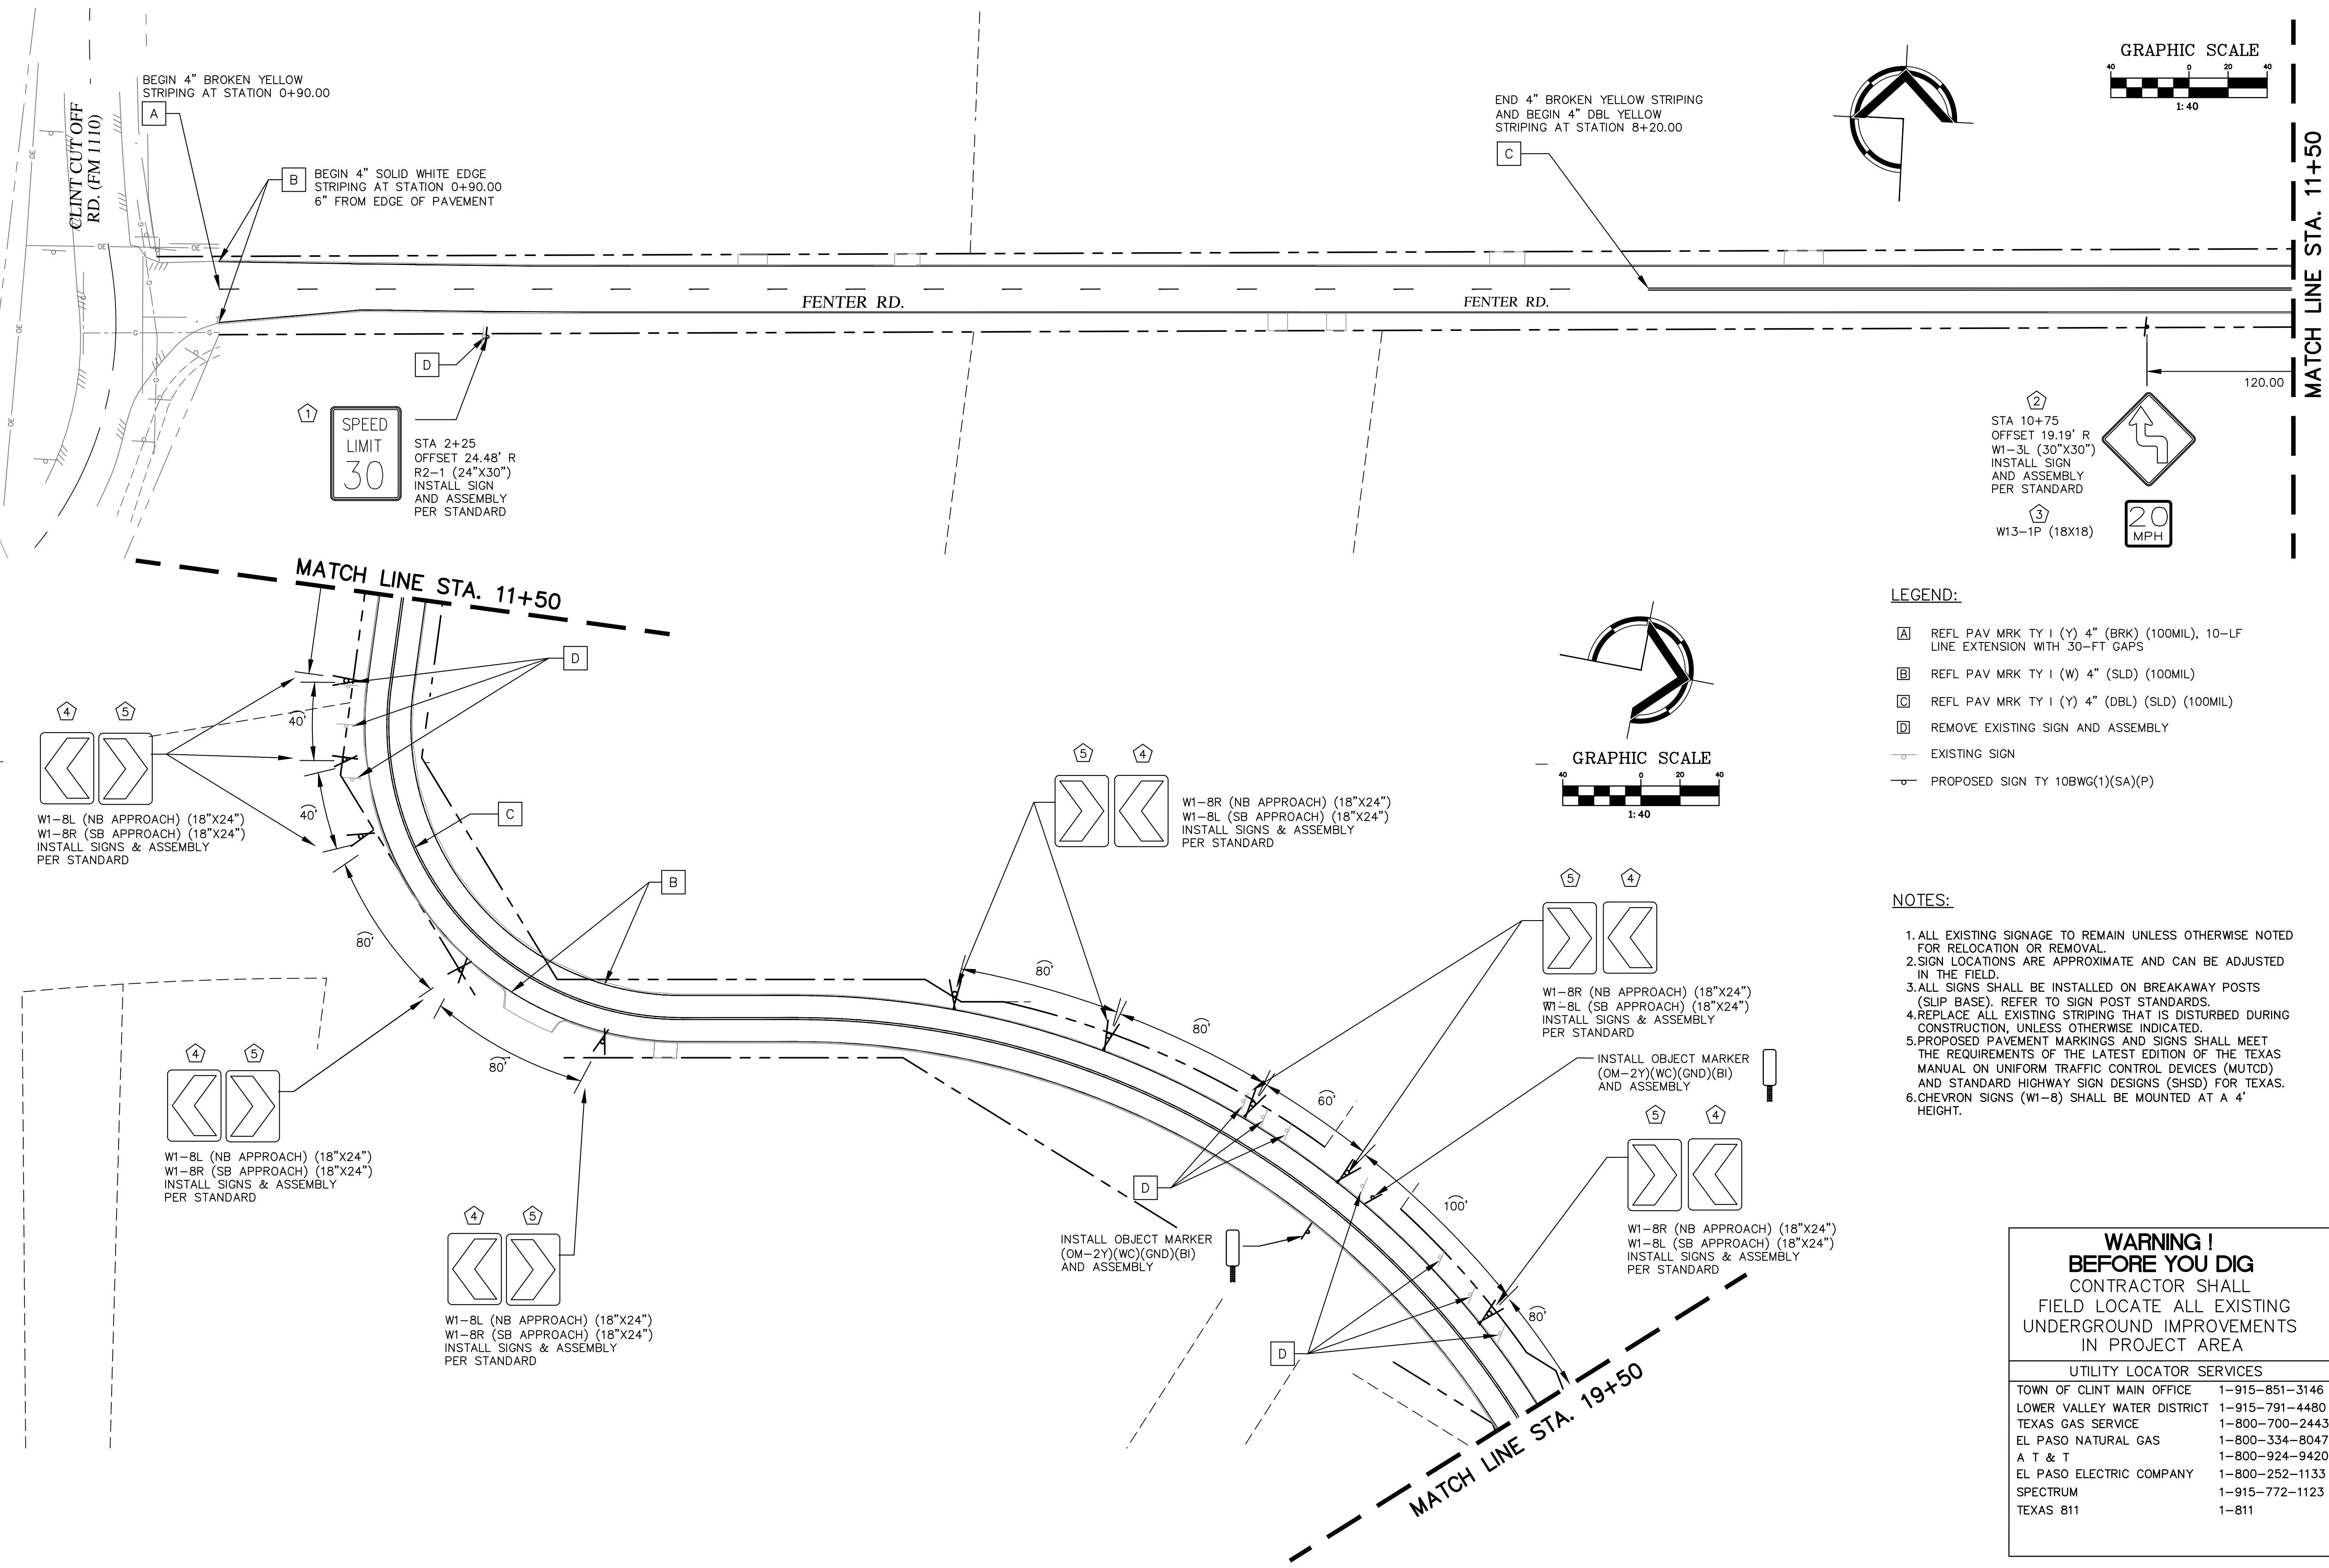 BEGIN 4” BROKEN YELLOW
STRIPING AT STATION 0+90.00
A
CLINT CUT OFF
RD. (FM 1110)
B
BEGIN 4” SOLID WHITE EDGE
STRIPING AT STATION 0+90.00
6” FROM EDGE OF PAVEMENT
END 4” BROKEN YELLOW STRIPING
AND BEGIN 4” DBL YELLOW
STRIPING AT STATION 8+20.00
C
GRAPHIC SCALE
40 0 20 40
1:40
MATCH LINE STA. 11+50
OE
OE
OE
OE
OE
G
G
G
G
G
G
FENTER RD.
FENTER RD.
D
1
SPEED
LIMIT
30
STA 2+25
OFFSET 24.48’ R
R2-1 (24”X30”)
INSTALL SIGN
AND ASSEMBLY
PER STANDARD
120.00
2
STA 10+75
OFFSET 19.19’ R
W1-3L (30”X30”)
INSTALL SIGN
AND ASSEMBLY
PER STANDARD
3
W13-1P (18X18)
20
MPH
MATCH LINE STA. 11+50
D
40’
40’
80’
80’
4 5
W1-8L (NB APPROACH) (18”X24”)
W1-8R (SB APPROACH) (18”X24”)
INSTALL SIGNS & ASSEMBLY
PER STANDARD
C
B
4 5
W1-8L (NB APPROACH) (18”X24”)
W1-8R (SB APPROACH) (18”X24”)
INSTALL SIGNS & ASSEMBLY
PER STANDARD
4 5
W1-8L (NB APPROACH) (18”X24”)
W1-8R (SB APPROACH) (18”X24”)
INSTALL SIGNS & ASSEMBLY
PER STANDARD
5 4
W1-8R (NB APPROACH) (18”X24”)
W1-8L (SB APPROACH) (18”X24”)
INSTALL SIGNS & ASSEMBLY
PER STANDARD
80’
80’
60’
100’
80’
GRAPHIC SCALE
40 0 20 40
1:40
5 4
W1-8R (NB APPROACH) (18”X24”)
W1-8L (SB APPROACH) (18”X24”)
INSTALL SIGNS & ASSEMBLY
PER STANDARD
INSTALL OBJECT MARKER
(OM-2Y)(WC)(GND)(BI)
AND ASSEMBLY
5 4
W1-8R (NB APPROACH) (18”X24”)
W1-8L (SB APPROACH) (18”X24”)
INSTALL SIGNS & ASSEMBLY
PER STANDARD
D
INSTALL OBJECT MARKER
(OM-2Y)(WC)(GND)(BI)
AND ASSEMBLY
D
MATCH LINE STA. 19+50
LEGEND:
A REFL PAV MRK TY I (Y) 4” (BRK) (100MIL), 10-LF
LINE EXTENSION WITH 30-FT GAPS
B REFL PAV MRK TY I (W) 4” (SLD) (100MIL)
C REFL PAV MRK TY I (Y) 4” (DBL) (SLD) (100MIL)
D REMOVE EXISTING SIGN AND ASSEMBLY
EXISTING SIGN
PROPOSED SIGN TY 10BWG(1)(SA)(P)
NOTES:
1. ALL EXISTING SIGNAGE TO REMAIN UNLESS OTHERWISE NOTED
FOR RELOCATION OR REMOVAL.
2. SIGN LOCATIONS ARE APPROXIMATE AND CAN BE ADJUSTED
IN THE FIELD.
3. ALL SIGNS SHALL BE INSTALLED ON BREAKAWAY POSTS
(SLIP BASE). REFER TO SIGN POST STANDARDS.
4. REPLACE ALL EXISTING STRIPING THAT IS DISTURBED DURING
CONSTRUCTION, UNLESS OTHERWISE INDICATED.
5. PROPOSED PAVEMENT MARKINGS AND SIGNS SHALL MEET
THE REQUIREMENTS OF THE LATEST EDITION OF THE TEXAS
MANUAL ON UNIFORM TRAFFIC CONTROL DEVICES (MUTCD)
AND STANDARD HIGHWAY SIGN DESIGNS (SHSD) FOR TEXAS.
6. CHEVRON SIGNS (W1-8) SHALL BE MOUNTED AT A 4’
HEIGHT.
WARNING !
BEFORE YOU DIG
CONTRACTOR SHALL
FIELD LOCATE ALL EXISTING
UNDERGROUND IMPROVEMENTS
IN PROJECT AREA
UTILITY LOCATOR SERVICES
TOWN OF CLINT MAIN OFFICE 1-915-851-3146
LOWER VALLEY WATER DISTRICT 1-915-791-4480
TEXAS GAS SERVICE 1-800-700-2443
EL PASO NATURAL GAS 1-800-334-8047
A T & T 1-800-924-9420
EL PASO ELECTRIC COMPANY 1-800-252-1133
SPECTRUM 1-915-772-1123
TEXAS 811 1-811